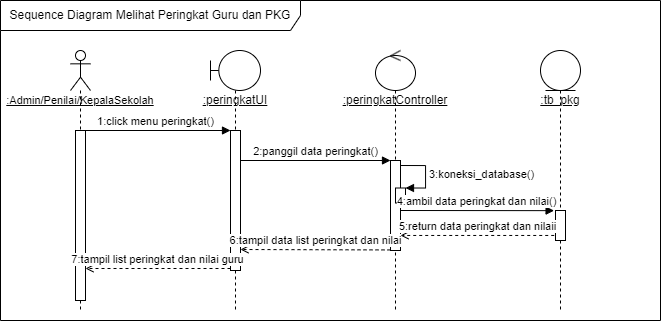 Sequence Diagram Melihat Peringkat Guru dan PKG
:Admin/Penilai/KepalaSekolah
:peringkatUI
:peringkatController
:tb_pkg
1:click menu peringkat()
2:panggil data peringkat()
3:koneksi_database()
4:ambil data peringkat dan nilai()
5:return data peringkat dan nilaii
6:tampil data list peringkat dan nilai
7:tampil list peringkat dan nilai guru